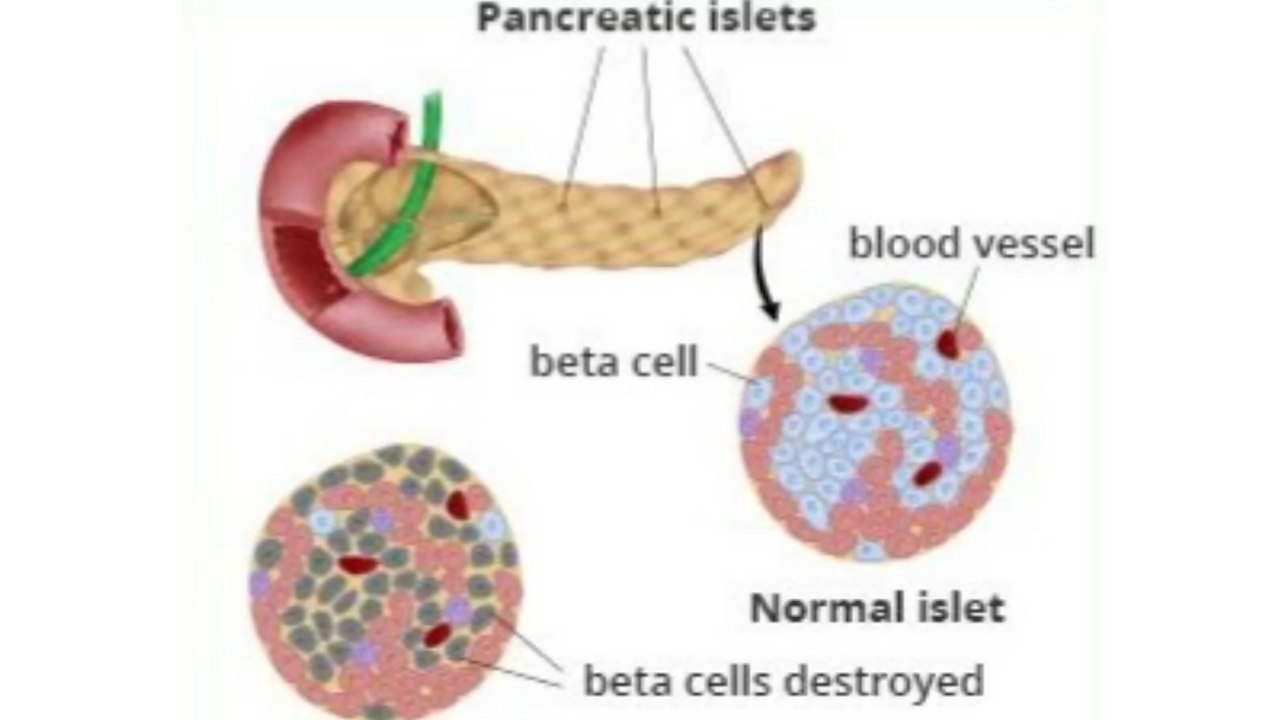 Pancreatic islets
blood vessel
beta cell
Normal islet
beta cells destroyed